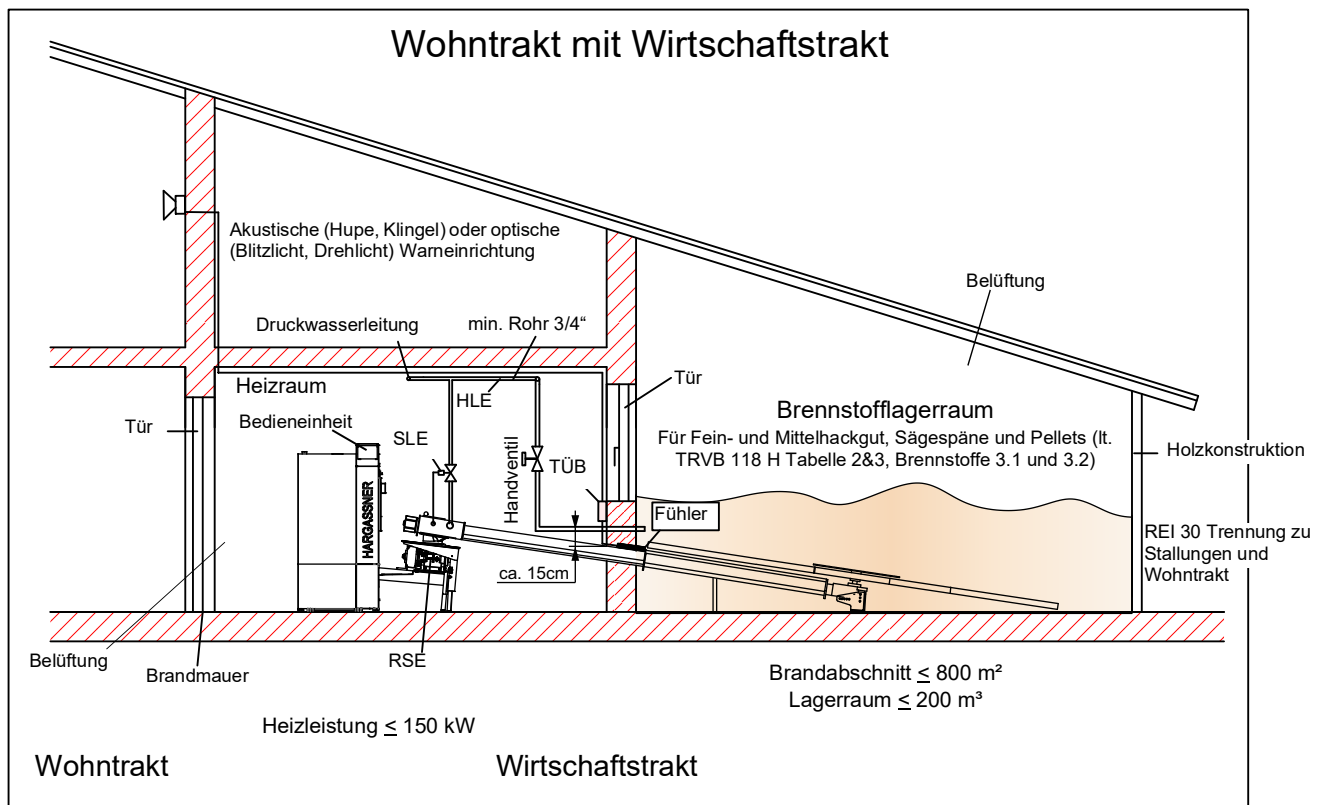 Wohntrakt mit Wirtschaftstrakt
Akustische (Hupe, Klingel) oder optische
(Blitzlicht, Drehlicht) Warneinrichtung
Belüftung
Druckwasserleitung
min. Rohr 3/4“
Heizraum
HLE
Tür
Bedieneinheit
Tür
SLE
Handventil
TÜB
Brennstofflagerraum
Für Fein- und Mittelhackgut, Sägespäne und Pellets (lt.
TRVB 118 H Tabelle 2&3, Brennstoffe 3.1 und 3.2)
Holzkonstruktion
HARGASSNER
Fühler
REI 30 Trennung zu
Stallungen und
Wohntrakt
ca. 15cm
Belüftung
Brandmauer
RSE
Brandabschnitt ≤ 800 m²
Lagerraum ≤ 200 m³
Heizleistung ≤ 150 kW
Wohntrakt
Wirtschaftstrakt